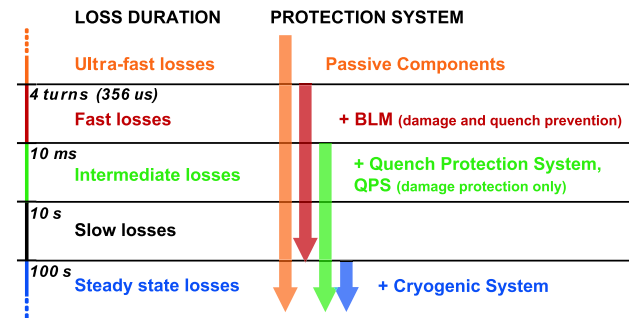 LOSS DURATION PROTECTION SYSTEM
Ultra-fast losses Passive Components
4 turns (356 us)
Fast losses + BLM (damage and quench prevention)
10 ms
+ Quench Protection System,
Intermediate losses
QPS (damage protection only)
10 s
Slow losses
100 s
Steady state losses + Cryogenic System